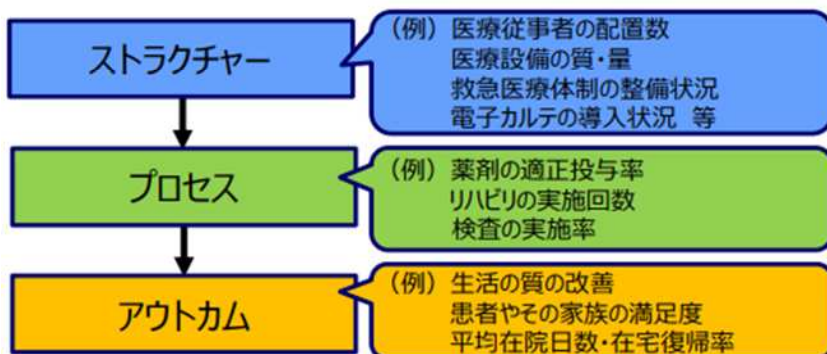 ストラクチャー
（例）医療従事者の配置数
医療設備の質・量
救急医療体制の整備状況
電子カルテの導入状況　等
プロセス
（例）薬剤の適正投与率
リハビリの実施回数
検査の実施率
アウトカム
（例）生活の質の改善
患者やその家族の満足度
平均在院日数・在宅復帰率